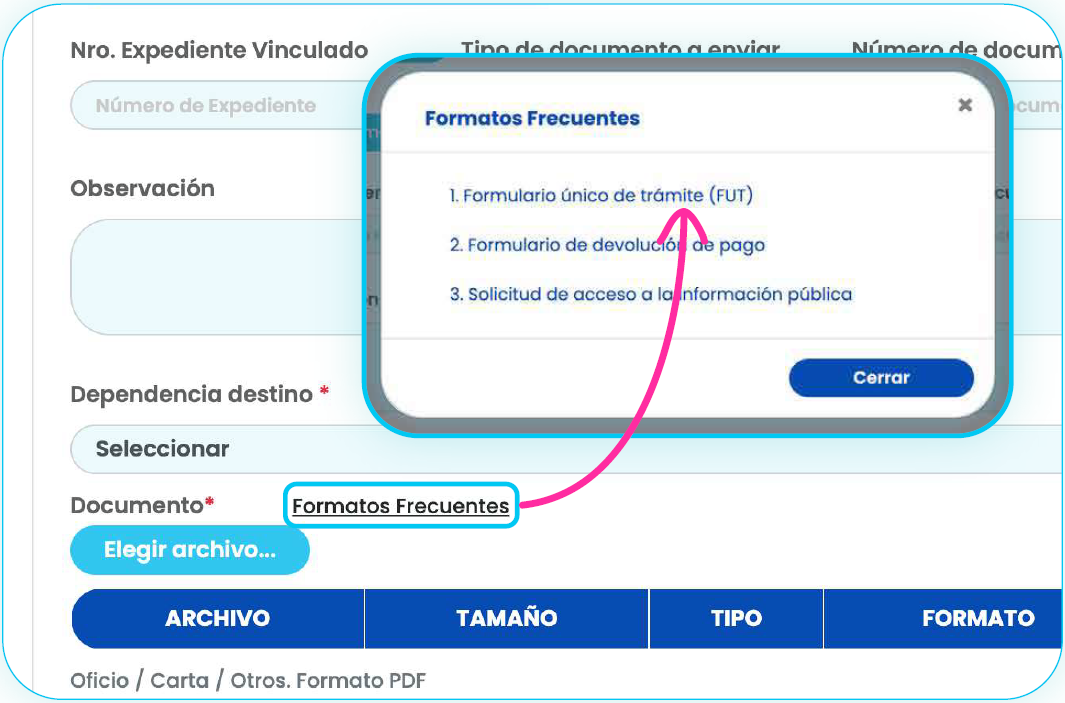 Nro. Expediente Vinculado
Tipo de documento a enviar
Número de docum
Número de Expediente
Formatos Frecuentes
×
1. Formulario único de trámite (FUT)
2. Formulario de devolución de pago
3. Solicitud de acceso a la información pública
Cerrar
Observación
Dependencia destino *
Seleccionar
Documento*
Formatos Frecuentes
Elegir archivo...
ARCHIVO
TAMAÑO
TIPO
FORMATO
Oficio / Carta / Otros. Formato PDF